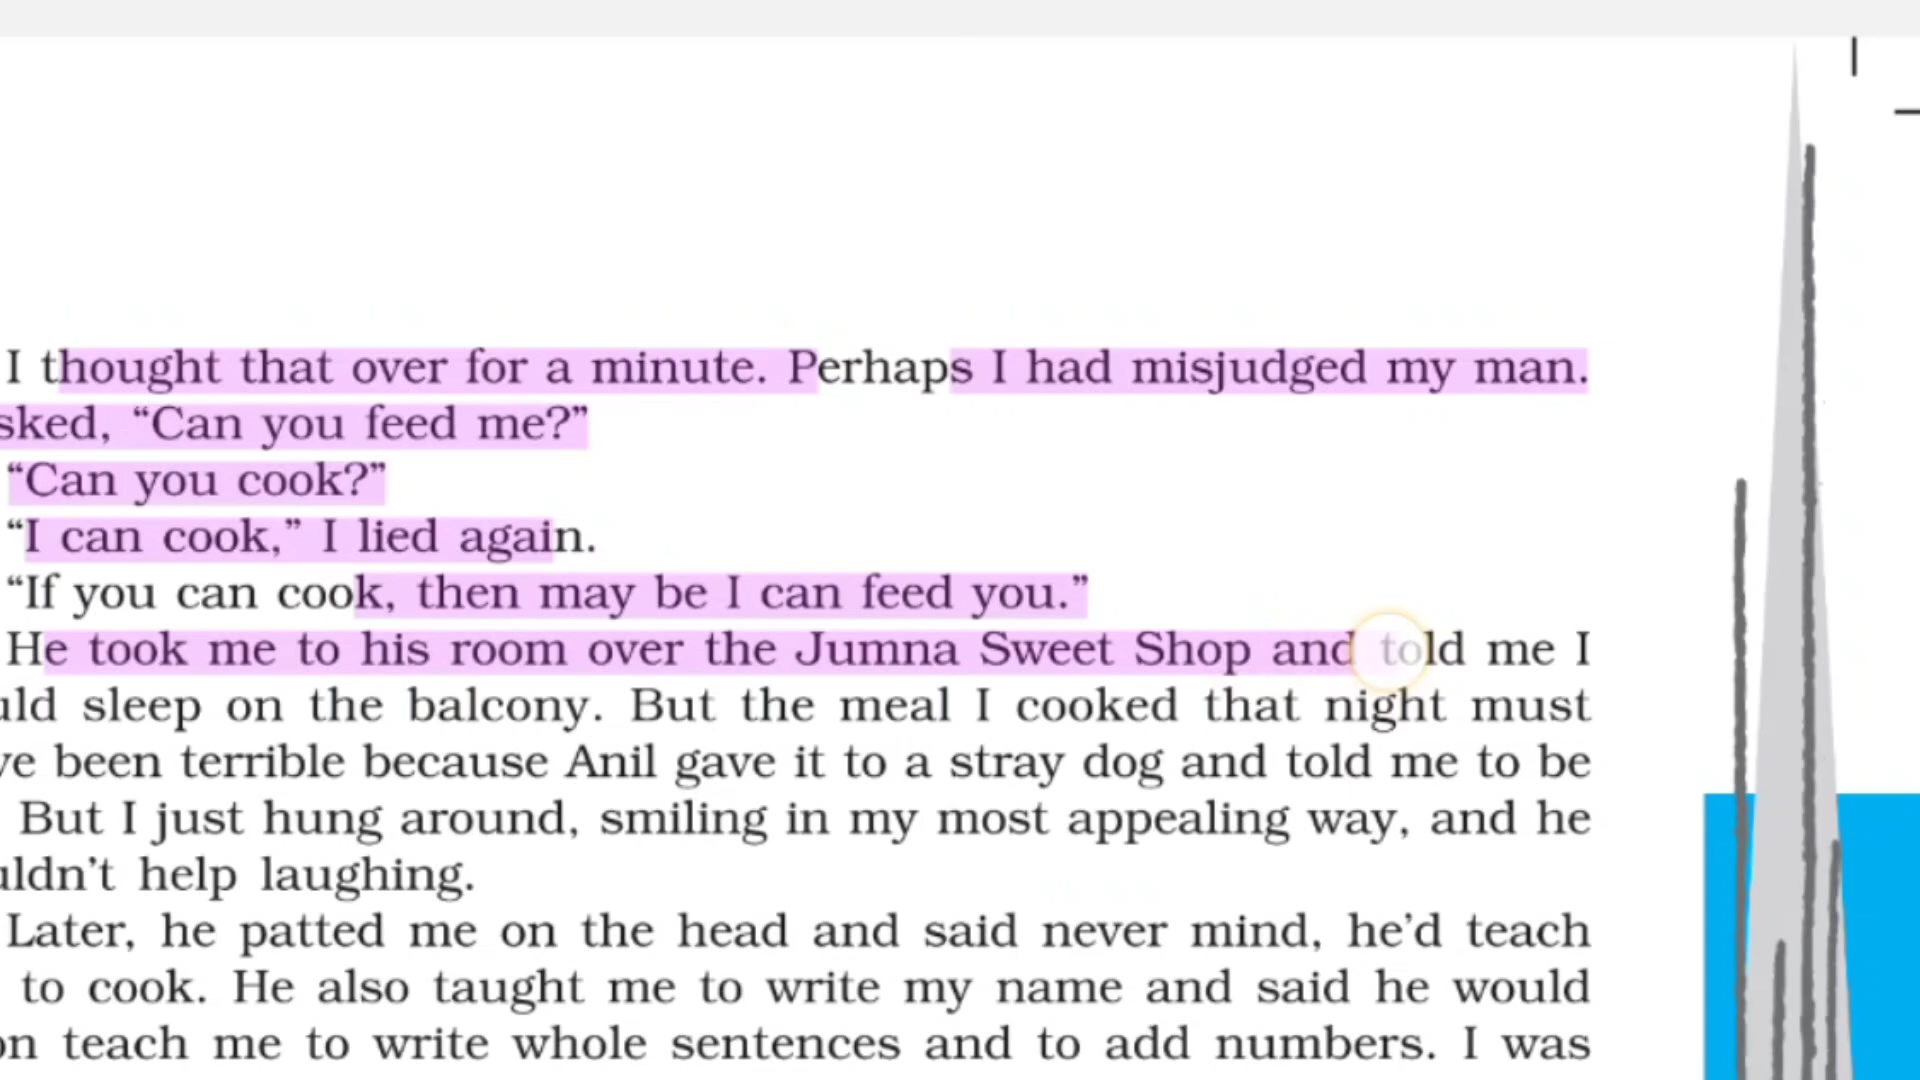 I thought that over for a minute. Perhaps I had misjudged my man.
sked, “Can you feed me?”
“Can you cook?”
“I can cook,” I lied again.
“If you can cook, then may be I can feed you.”
He took me to his room over the Jumna Sweet Shop and told me I
uld sleep on the balcony. But the meal I cooked that night must
ve been terrible because Anil gave it to a stray dog and told me to be
But I just hung around, smiling in my most appealing way, and he
uldn’t help laughing.
Later, he patted me on the head and said never mind, he’d teach
to cook. He also taught me to write my name and said he would
on teach me to write whole sentences and to add numbers. I was